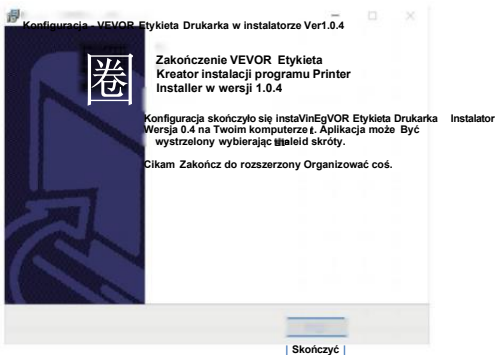 Konfiguracja - VEVOR Etykieta Drukarka w instalatorze Ver1.0.4
圈
Zakończenie VEVOR Etykieta
Kreator instalacji programu Printer
Installer w wersji 1.0.4
Konfiguracja skończyło się instaVinEgVOR Etykieta Drukarka Instalator
Wersja 0.4 na Twoim komputerze Aplikacja może Być
wystrzelony wybierając skróty.
Cikam Zakończ do rozszerzony Organizować coś.
| Skończyć |